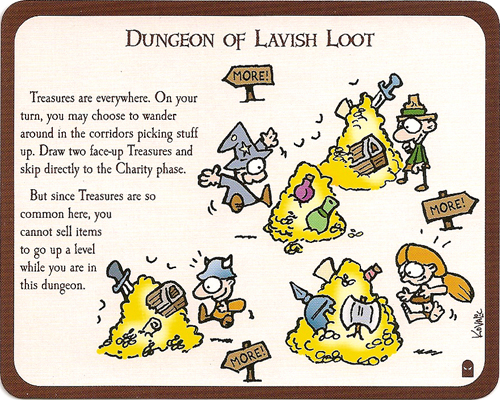 DUNGEON OF LAVISH LOOT
MORE!
Treasures are everywhere. On your
turn, you may choose to wander
around in the corridors picking stuff
up. Draw two face-up Treasures and
skip directly to the Charity phase.
But since Treasures are so
common here, you
cannot sell items
to go up a level
while you are in
this dungeon.
MORE!
MORE!
KOVALIC